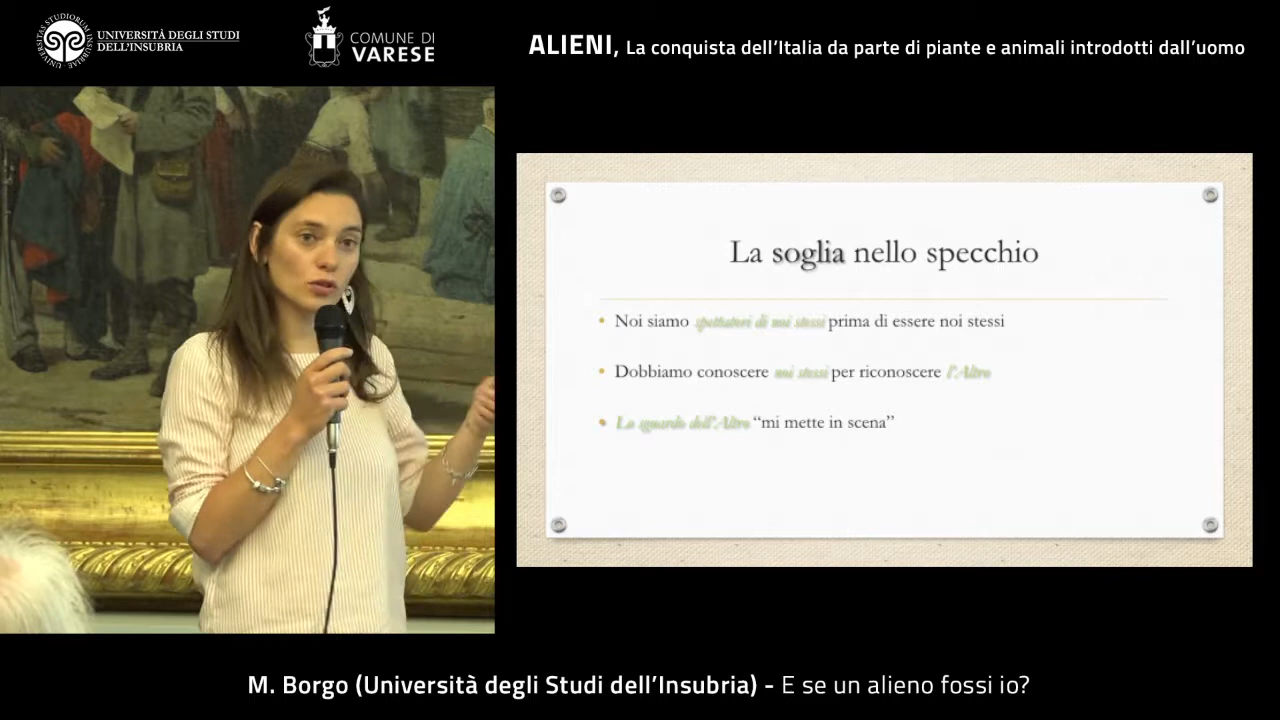 UNIVERSITÀ DEGLI STUDI
DELL'INSUBRIA
COMUNE DI
VARESE
ALIENI, La conquista dell'Italia da parte di piante e animali introdotti dall'uomo
La soglia nello specchio
• Noi siamo spettatori di noi stessi prima di essere noi stessi
• Dobbiamo conoscere noi stessi per riconoscere l'Altro
• Lo sguardo dell'Altro “mi mette in scena”
M. Borgo (Università degli Studi dell'Insubria) - E se un alieno fossi io?